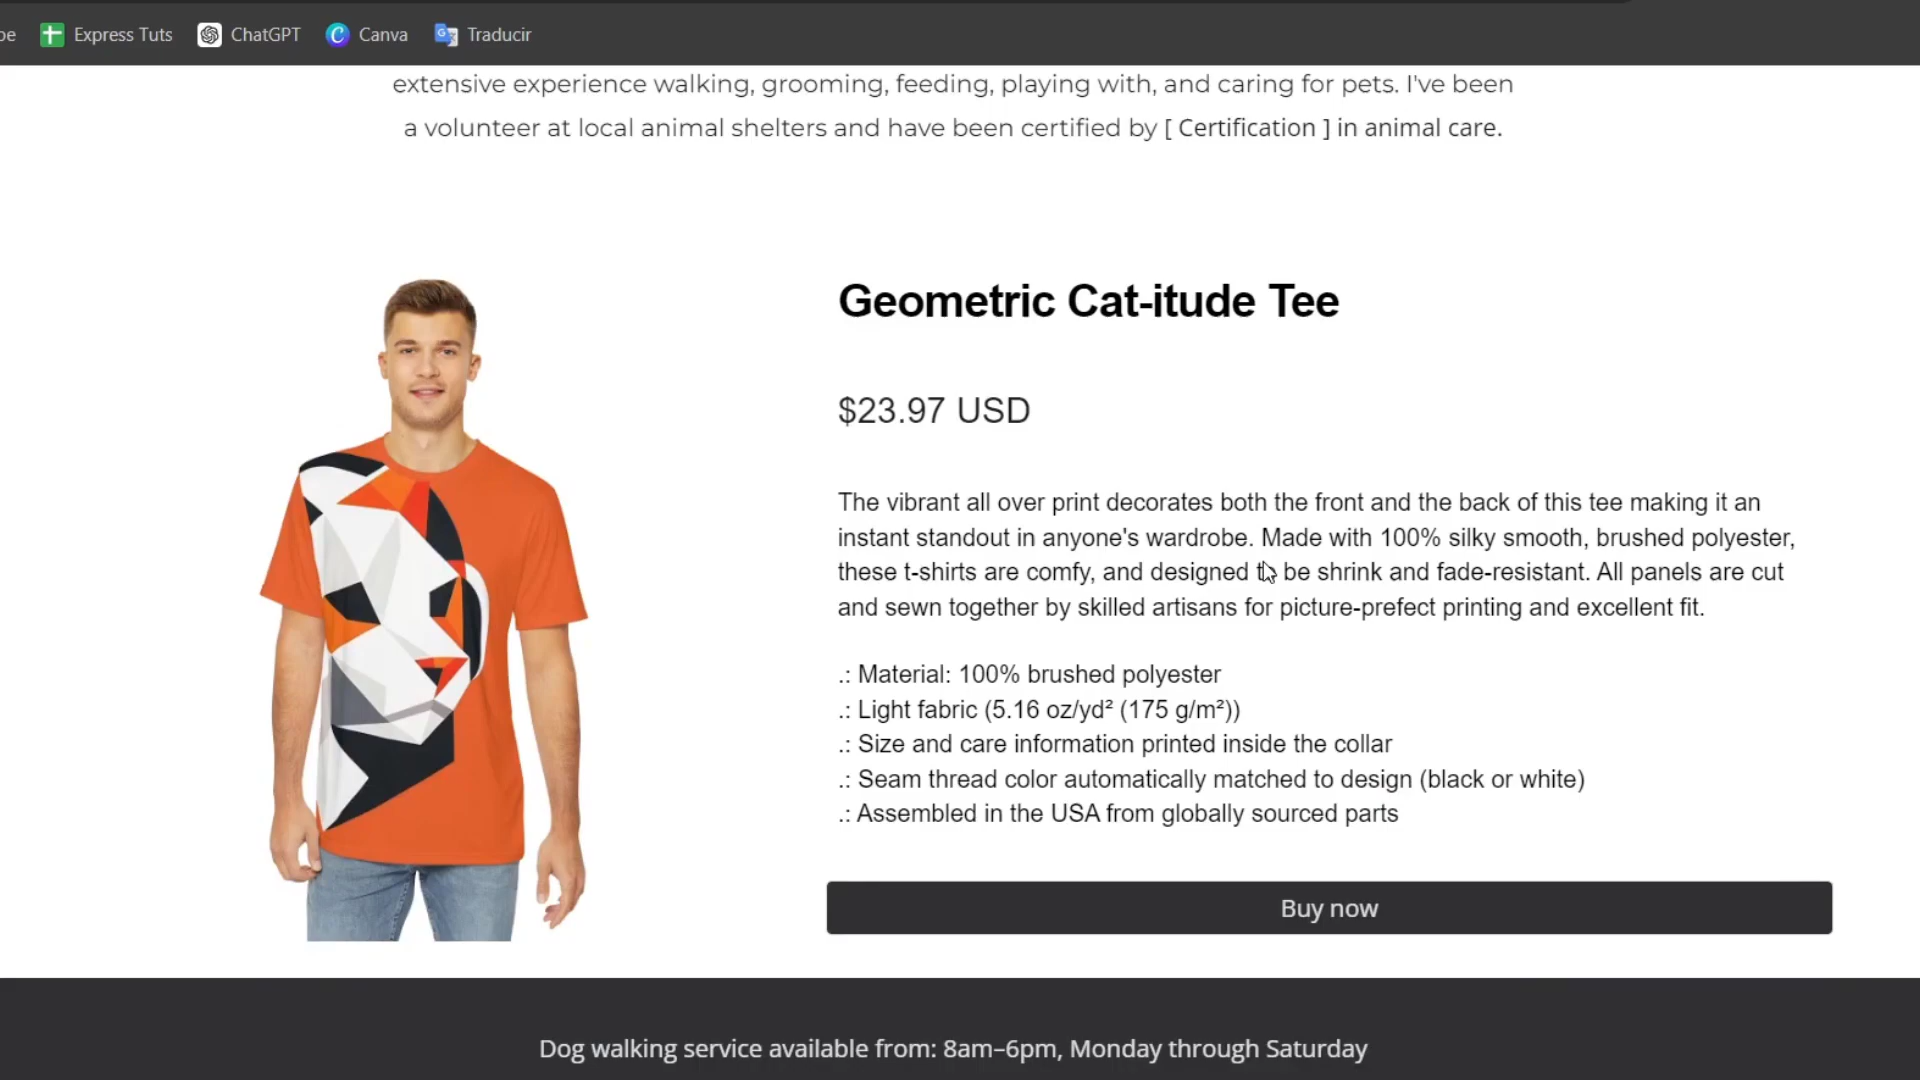 be Express Tuts ChatGPT Canva Traducir
extensive experience walking, grooming, feeding, playing with, and caring for pets. I've been
a volunteer at local animal shelters and have been certified by [ Certification ] in animal care.
Geometric Cat-itude Tee
$23.97 USD
The vibrant all over print decorates both the front and the back of this tee making it an
instant standout in anyone's wardrobe. Made with 100% silky smooth, brushed polyester,
these t-shirts are comfy, and designed to be shrink and fade-resistant. All panels are cut
and sewn together by skilled artisans for picture-prefect printing and excellent fit.
.: Material: 100% brushed polyester
.: Light fabric (5.16 oz/yd² (175 g/m²))
.: Size and care information printed inside the collar
.: Seam thread color automatically matched to design (black or white)
.: Assembled in the USA from globally sourced parts
Buy now
Dog walking service available from: 8am–6pm, Monday through Saturday